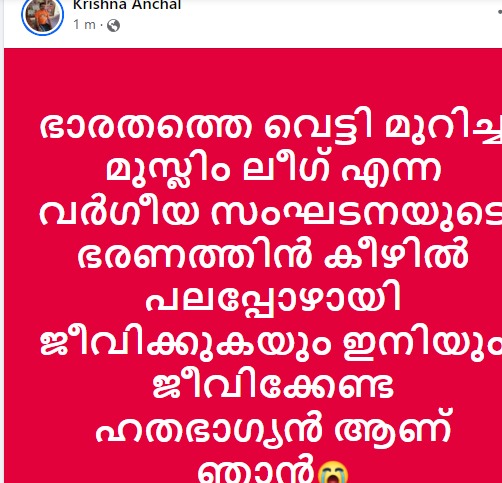 Krishna Anchal
1 m ·
ഭാരതത്തെ വെട്ടി മുറിച്ച
മുസ്ലിം ലീഗ് എന്ന
വർഗീയ സംഘടനയുടെ
ഭരണത്തിൻ കീഴിൽ
പലപ്പോഴായി
ജീവിക്കുകയും ഇനിയും
ജീവിക്കേണ്ട
ഹതഭാഗ്യൻ ആണ്
ഞാൻ😭